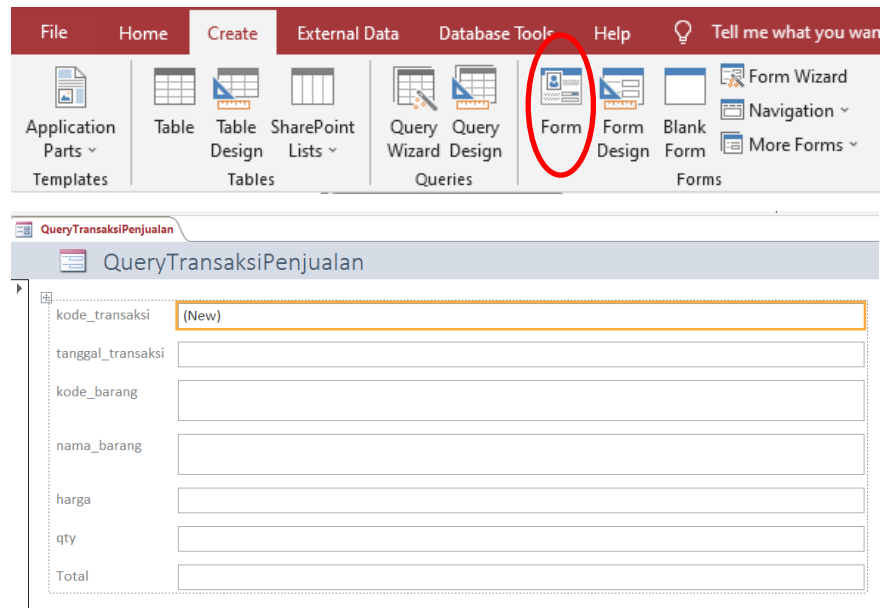 File Home Create External Data Database Tools Help Tell me what you wan
Application Parts
Table
Table Design
SharePoint Lists
Query Wizard
Query Design
Form
Form Design
Blank Form
Form Wizard
Navigation
More Forms
Templates Tables Queries Forms
QueryTransaksiPenjualan
QueryTransaksiPenjualan
kode_transaksi (New)
tanggal_transaksi
kode_barang
nama_barang
harga
qty
Total